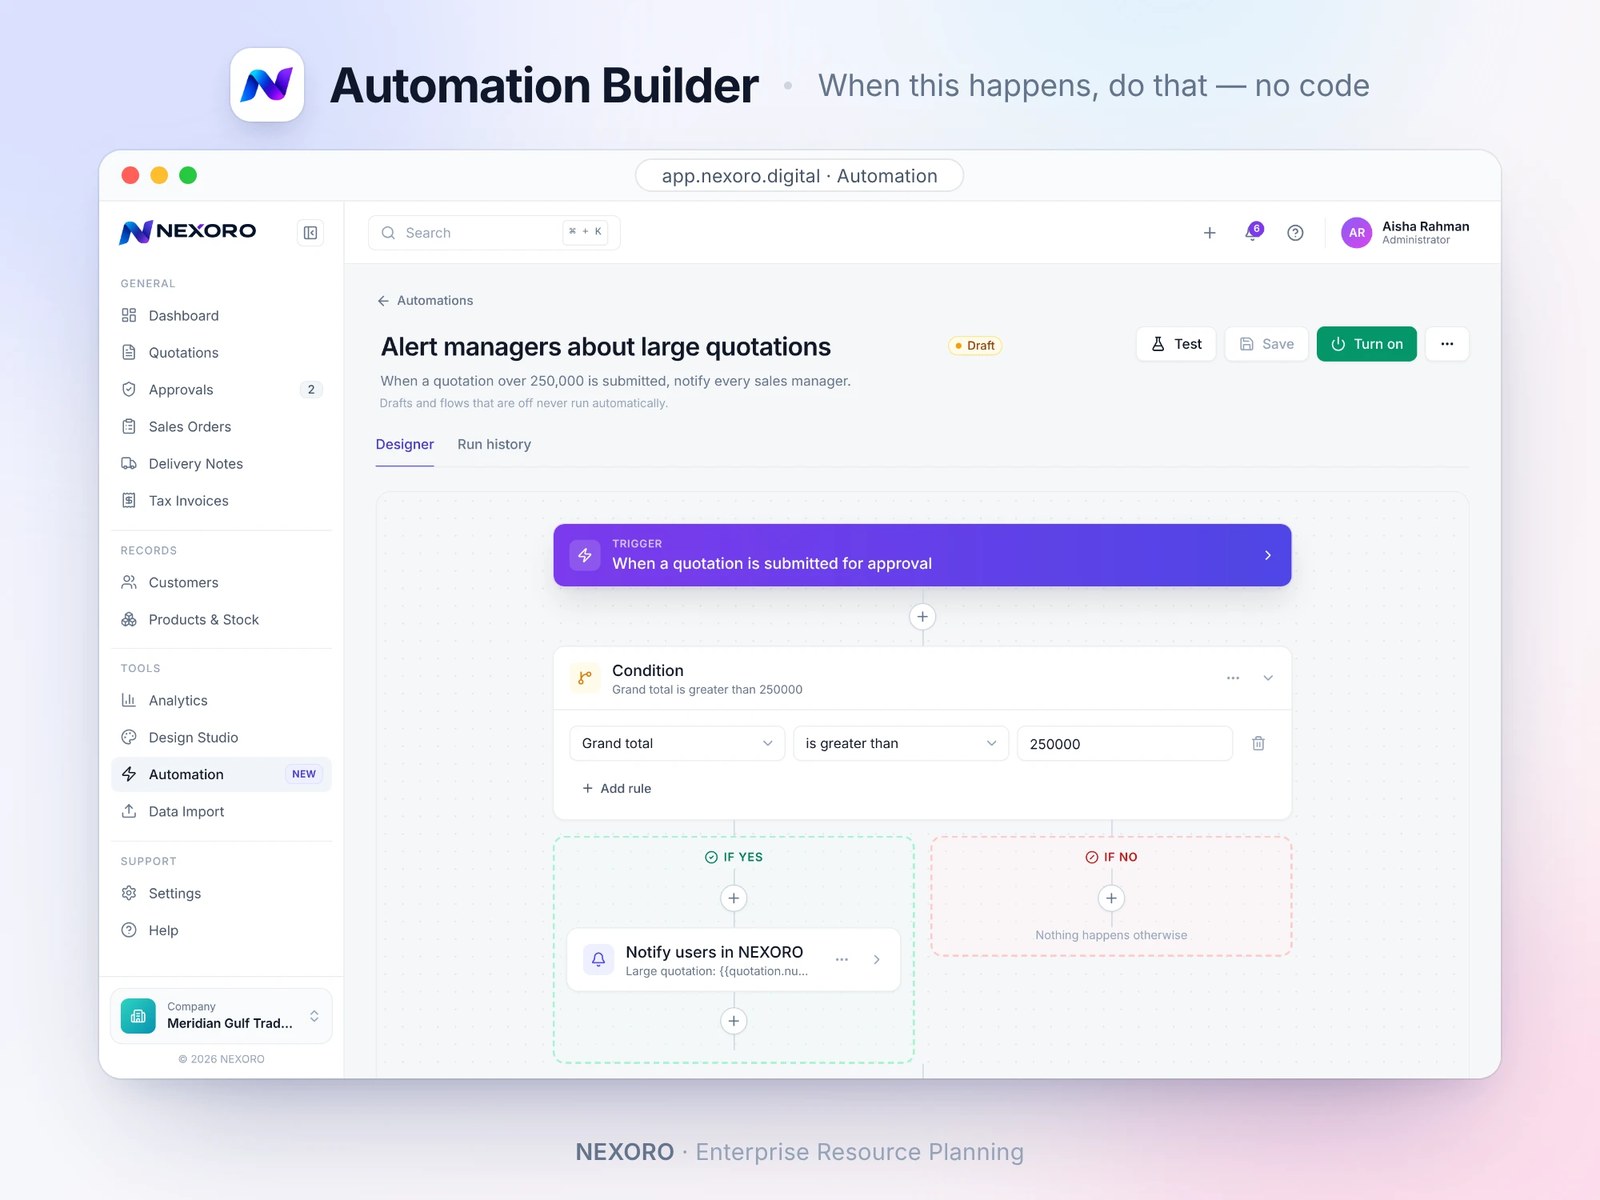 Automation Builder · When this happens, do that — no code
app.nexoro.digital · Automation
NEXORO
Search
⌘ + K
6
AR
Aisha Rahman
Administrator
GENERAL
Dashboard
Quotations
Approvals 2
Sales Orders
Delivery Notes
Tax Invoices
RECORDS
Customers
Products & Stock
TOOLS
Analytics
Design Studio
Automation NEW
Data Import
SUPPORT
Settings
Help
Company
Meridian Gulf Trad...
© 2026 NEXORO
Automations
Alert managers about large quotations
Draft
Test
Save
Turn on
When a quotation over 250,000 is submitted, notify every sales manager.
Drafts and flows that are off never run automatically.
Designer
Run history
TRIGGER
When a quotation is submitted for approval
Condition
Grand total is greater than 250000
Grand total
is greater than
250000
+ Add rule
IF YES
Notify users in NEXORO
Large quotation: {{quotation.nu...
IF NO
Nothing happens otherwise
NEXORO · Enterprise Resource Planning